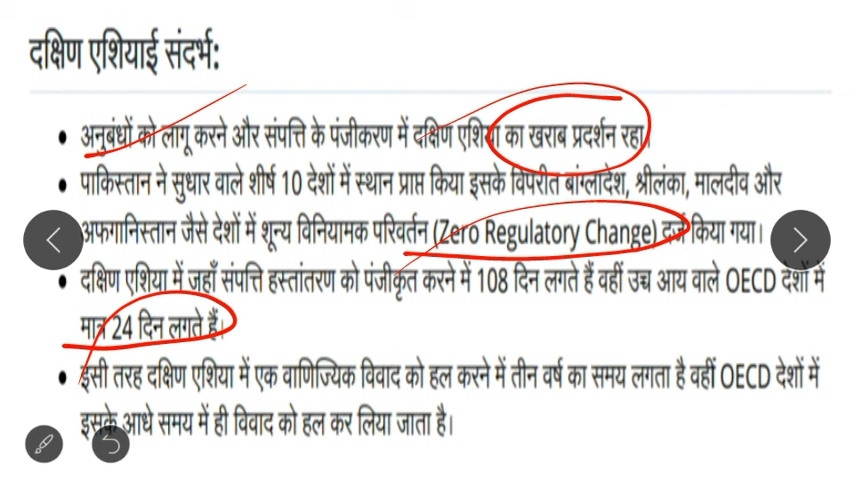 दक्षिण एशियाई संदर्भ:
• अनुबंधों को लागू करने और संपत्ति के पंजीकरण में दक्षिण एशिया का खराब प्रदर्शन रहा।
• पाकिस्तान ने सुधार वाले शीर्ष 10 देशों में स्थान प्राप्त किया इसके विपरीत बांग्लादेश, श्रीलंका, मालदीव और
अफगानिस्तान जैसे देशों में शून्य विनियामक परिवर्तन (Zero Regulatory Change) दर्ज किया गया।
• दक्षिण एशिया में जहाँ संपत्ति हस्तांतरण को पंजीकृत करने में 108 दिन लगते हैं वहीं उच्च आय वाले OECD देशों में
मात्र 24 दिन लगते हैं।
• इसी तरह दक्षिण एशिया में एक वाणिज्यिक विवाद को हल करने में तीन वर्ष का समय लगता है वहीं OECD देशों में
इसके आधे समय में ही विवाद को हल कर लिया जाता है।